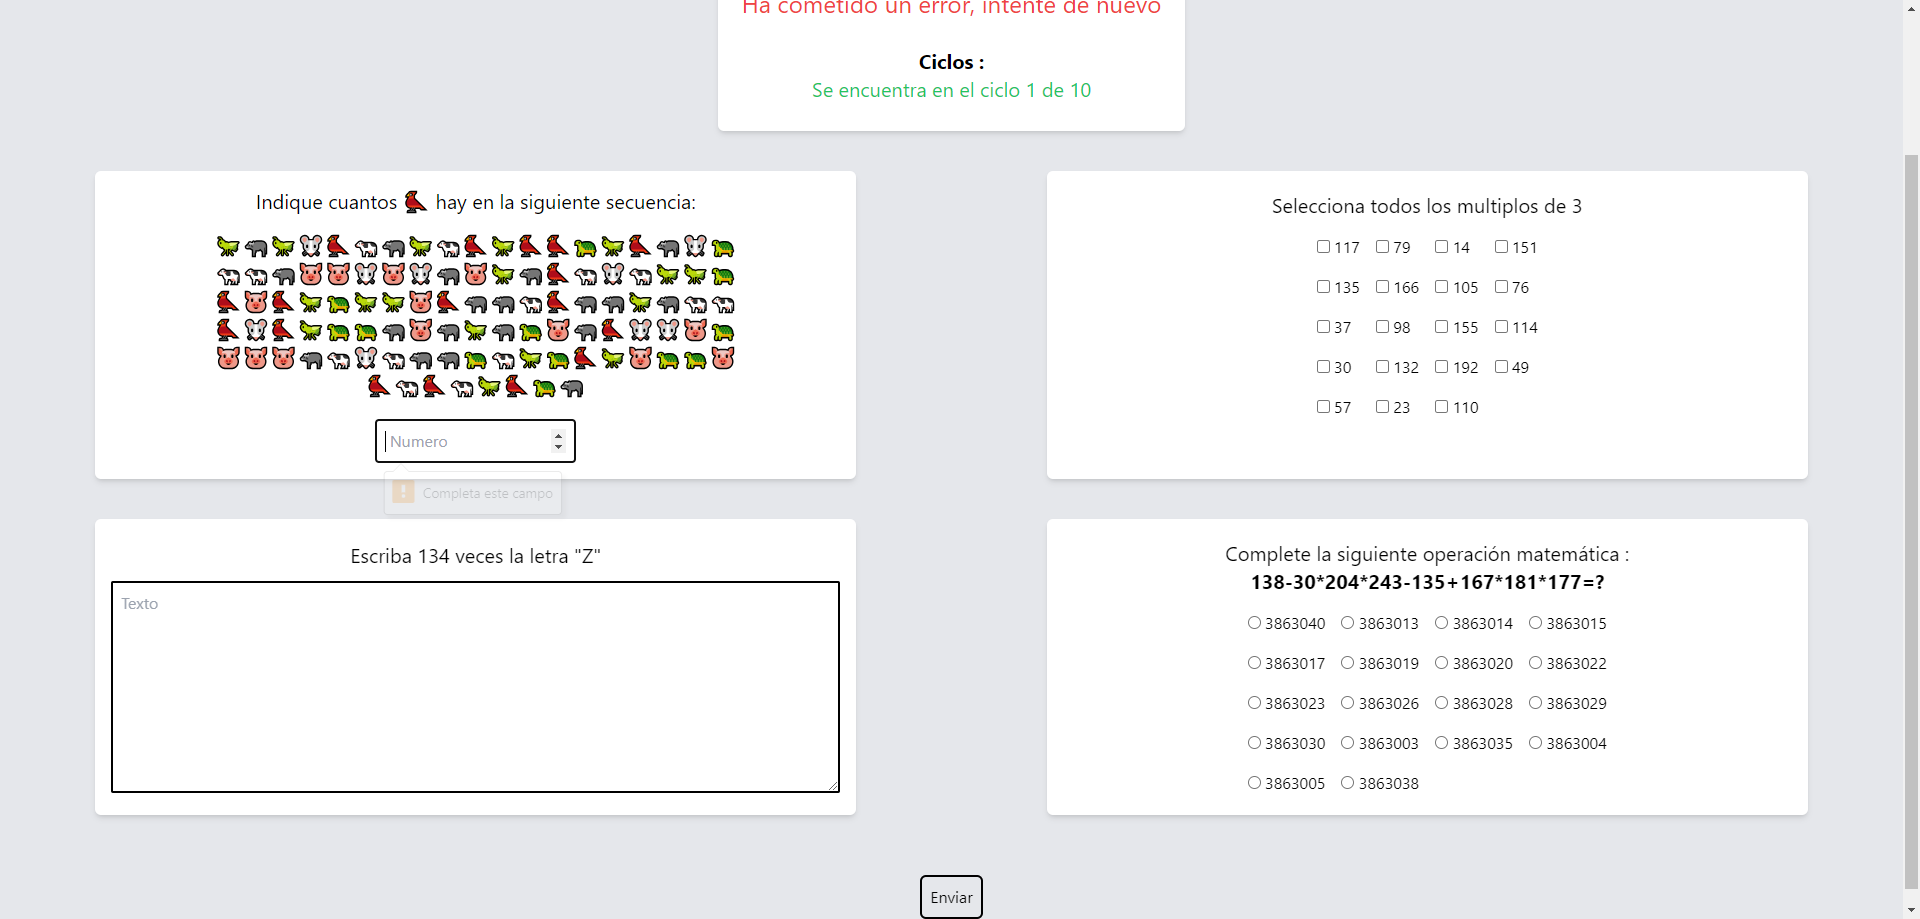 Ha cometido un error, intente de nuevo
Ciclos :
Se encuentra en el ciclo 1 de 10
Indique cuantos hay en la siguiente secuencia:
Numero
Completa este campo
Selecciona todos los multiplos de 3
117 79 14 151
135 166 105 76
37 98 155 114
30 132 192 49
57 23 110
Escriba 134 veces la letra "Z"
Texto
Complete la siguiente operación matemática :
138-30*204*243-135+167*181*177=?
3863040 3863013 3863014 3863015
3863017 3863019 3863020 3863022
3863023 3863026 3863028 3863029
3863030 3863003 3863035 3863004
3863005 3863038
Enviar